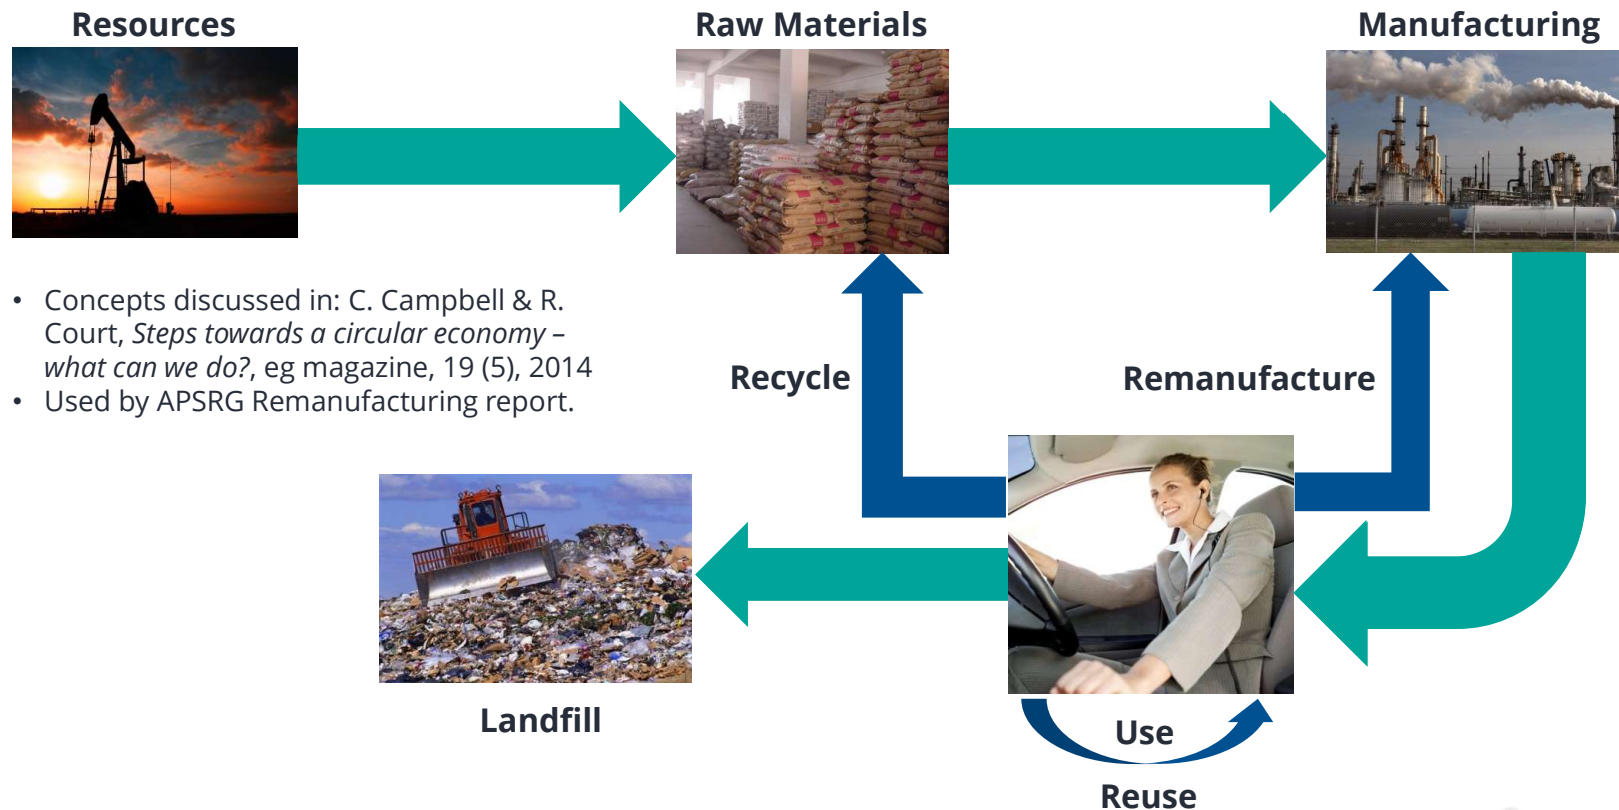 Resources
Raw Materials
Manufacturing
• Concepts discussed in: C. Campbell & R.
Court, Steps towards a circular economy –
what can we do?, eg magazine, 19 (5), 2014
• Used by APSRG Remanufacturing report.
Recycle
Remanufacture
Landfill
Use
Reuse